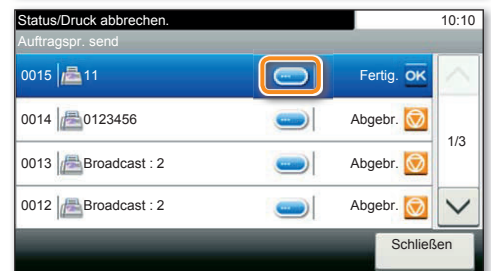 Status/Druck abbrechen. 10:10
Auftragspr. send
0015 11 Fertig. OK
0014 0123456 Abgebr.
0013 Broadcast : 2 Abgebr.
1/3
0012 Broadcast : 2 Abgebr.
Schließen